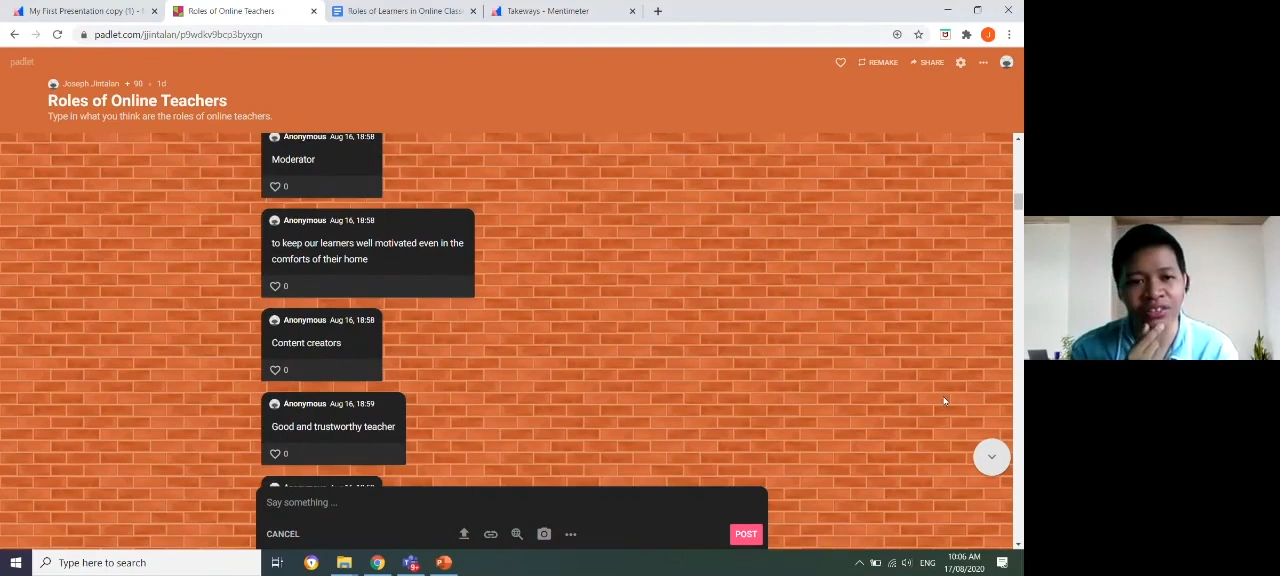 My First Presentation copy (1) -
Roles of Online Teachers
Roles of Learners in Online Class
Takeways - Mentimeter
padlet.com/jjintalan/p9wdkv9bcp3byxgn
J
padlet
REMAKE
SHARE
Joseph Jintalan + 90 • 1d
Roles of Online Teachers
Type in what you think are the roles of online teachers.
Anonymous Aug 16, 18:58
Moderator
0
Anonymous Aug 16, 18:58
to keep our learners well motivated even in the
comforts of their home
0
Anonymous Aug 16, 18:58
Content creators
0
Anonymous Aug 16, 18:59
Good and trustworthy teacher
0
Say something ...
CANCEL
POST
Type here to search
9+
ENG
10:06 AM
17/08/2020